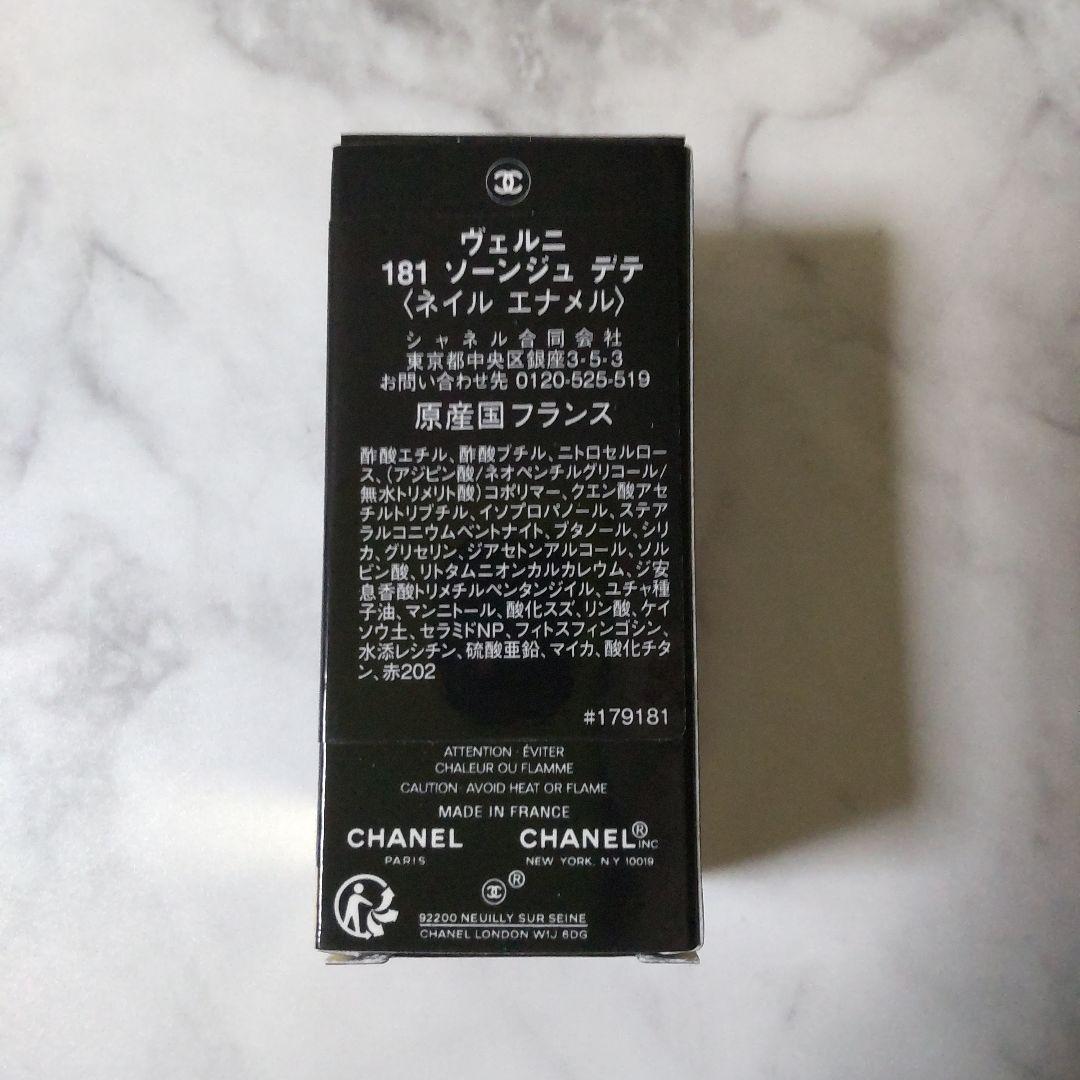 ヴェルニ
181 ソーンジュ デテ
〈ネイル エナメル〉
シャネル合同会社
東京都中央区銀座3-5-3
お問い合わせ先 0120-525-519
原産国フランス
酢酸エチル、酢酸ブチル、ニトロセルロー
ス、(アジピン酸/ネオペンチルグリコール/
無水トリメリト酸)コポリマー、クエン酸アセ
チルトリブチル、イソプロパノール、ステア
ラルコニウムベントナイト、ブタノール、シリ
カ、グリセリン、ジアセトンアルコール、ソル
ビン酸、リトタムニオンカルカレウム、ジ安
息香酸トリメチルペンタンジイル、ユチャ種
子油、マンニトール、酸化スズ、リン酸、ケイ
ソウ土、セラミドNP、フィトスフィンゴシン、
水添レシチン、硫酸亜鉛、マイカ、酸化チタ
ン、赤202
#179181
ATTENTION · ÉVITER
CHALEUR OU FLAMME
CAUTION: AVOID HEAT OR FLAME
MADE IN FRANCE
CHANEL CHANEL® INC
PARIS NEW YORK, N.Y 10019
®
92200 NEUILLY SUR SEINE
CHANEL LONDON W1J 6DG